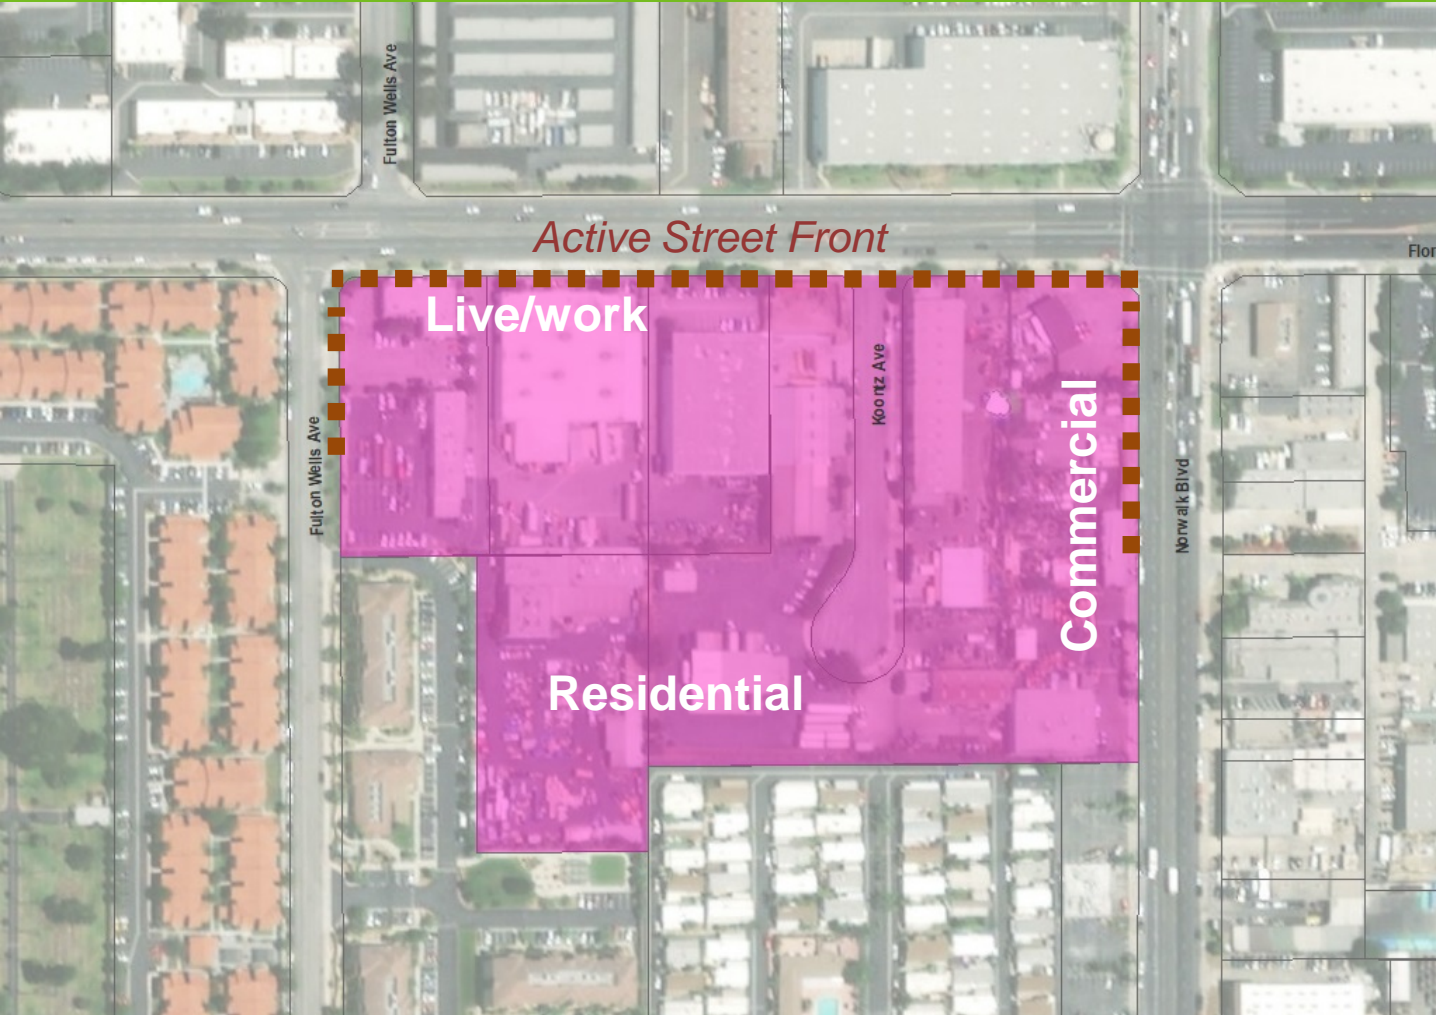 Fulton Wells Ave
Active Street Front
Flor
Live/work
Koontz Ave
Commercial
Fulton Wells Ave
Norwalk Blvd
Residential